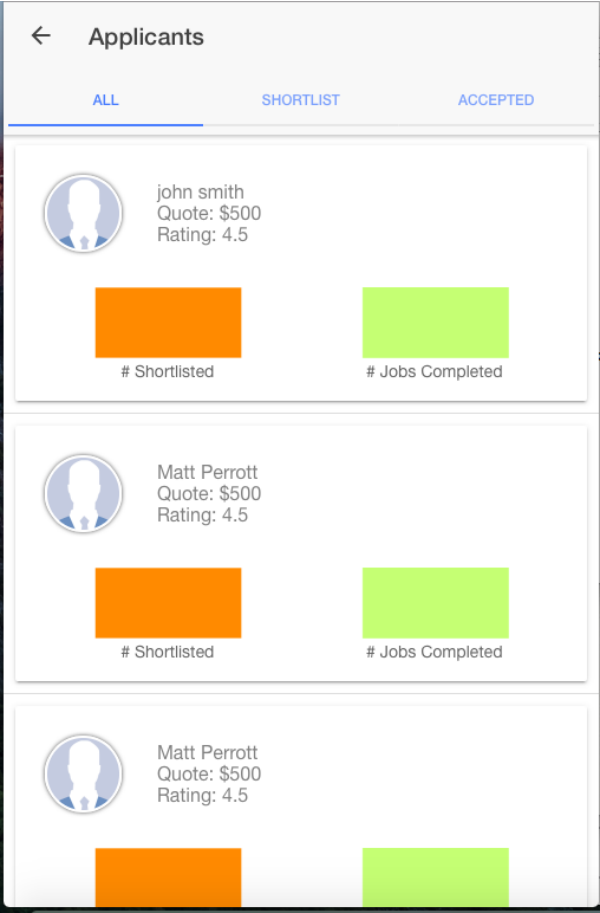 Applicants
ALL SHORTLIST ACCEPTED
john smith
Quote: $500
Rating: 4.5
# Shortlisted # Jobs Completed
Matt Perrott
Quote: $500
Rating: 4.5
# Shortlisted # Jobs Completed
Matt Perrott
Quote: $500
Rating: 4.5